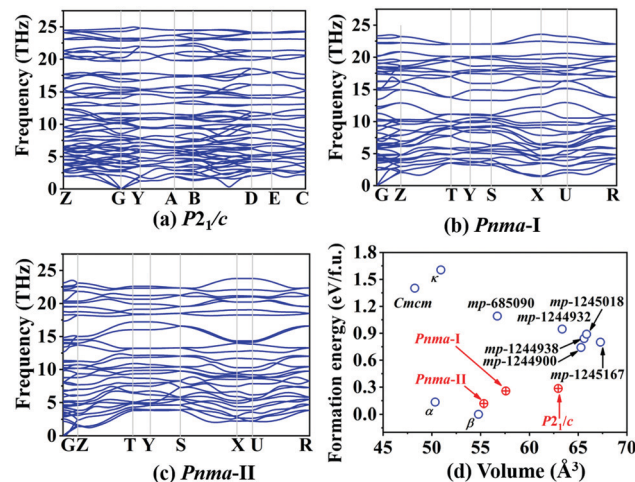 Frequency (THz)
25
20
15
10
5
0
Z G Y A B D E C
(a) P2₁/c
Frequency (THz)
25
20
15
10
5
0
G Z T Y S X U R
(b) Pnma-I
Frequency (THz)
25
20
15
10
5
0
G Z T Y S X U R
(c) Pnma-II
Formation energy (eV/f.u.)
1.8
1.5
1.2
0.9
0.6
0.3
0.0
κ
Cmcm
mp-685090
mp-1245018
mp-1244932
Pnma-I
mp-1244938
mp-1244900
mp-1245167
Pnma-II
α
β
P2₁/c
45 50 55 60 65 70
(d) Volume (Å³)